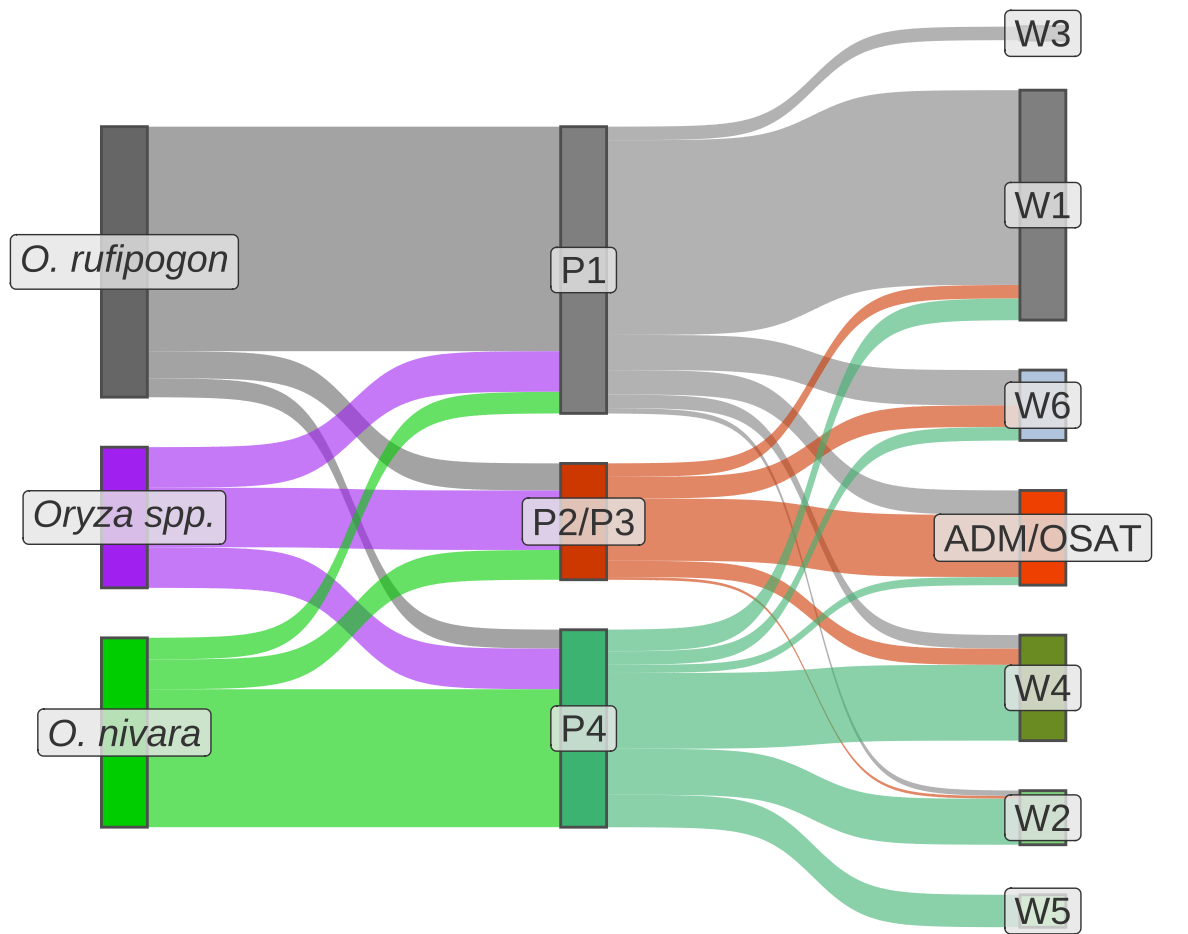 W3
W1
O. rufipogon
P1
W6
Oryza spp.
P2/P3
ADM/OSAT
W4
O. nivara
P4
W2
W5